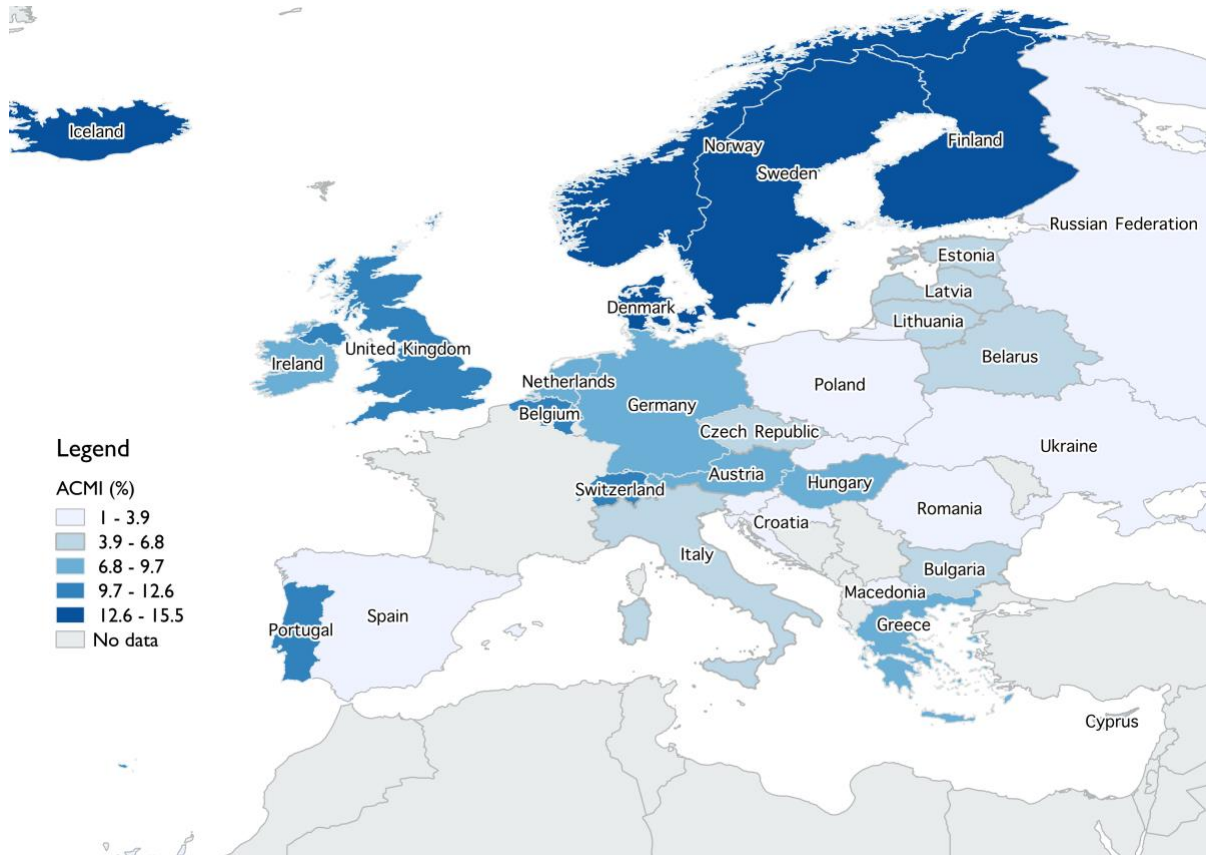 Iceland
Norway
Finland
Sweden
Russian Federation
Estonia
Latvia
Denmark
Lithuania
United Kingdom
Belarus
Ireland
Netherlands
Poland
Germany
Belgium
Czech Republic
Ukraine
Legend
Austria
Hungary
Switzerland
ACMI (%)
1 - 3.9
Romania
Croatia
3.9 - 6.8
Italy
6.8 - 9.7
Bulgaria
9.7 - 12.6
Macedonia
12.6 - 15.5
Spain
Greece
Portugal
No data
Cyprus